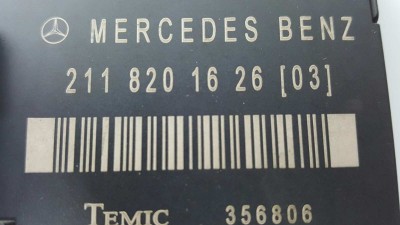 MERCEDES BENZ
211 820 16 26 [03]
TEMIC 356806